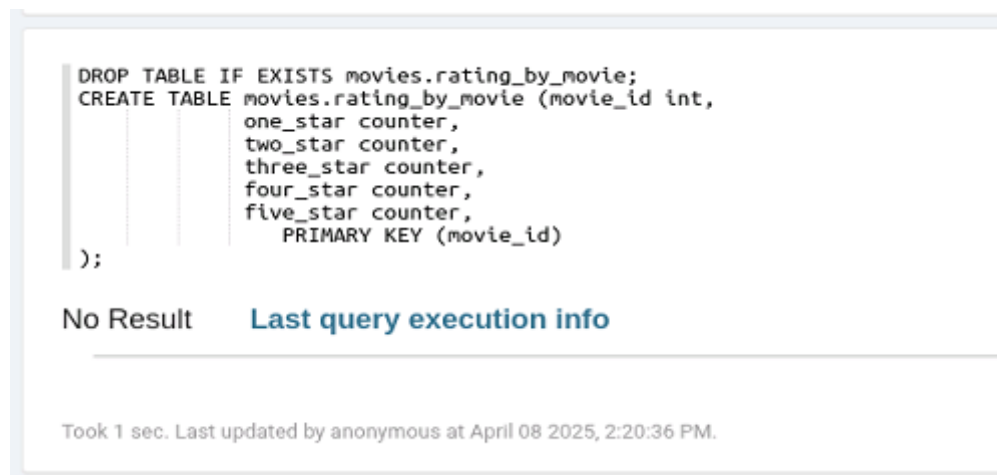 DROP TABLE IF EXISTS movies.rating_by_movie;
CREATE TABLE movies.rating_by_movie (movie_id int,
one_star counter,
two_star counter,
three_star counter,
four_star counter,
five_star counter,
PRIMARY KEY (movie_id)
);
No Result Last query execution info
Took 1 sec. Last updated by anonymous at April 08 2025, 2:20:36 PM.